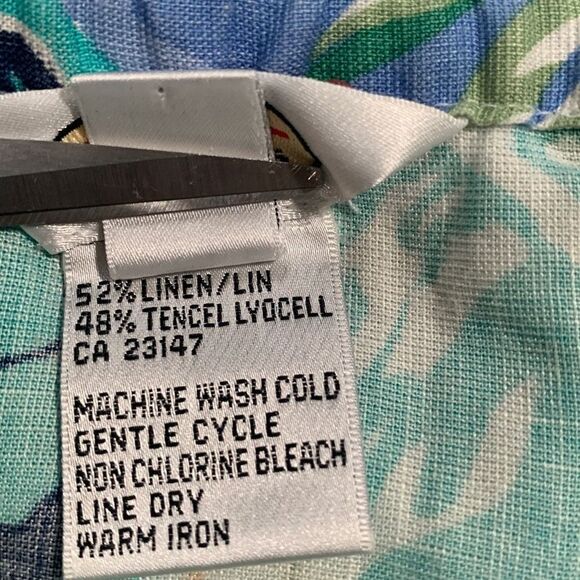 52% LINEN/LIN
48% TENCEL LYOCELL
CA 23147
MACHINE WASH COLD
GENTLE CYCLE
NON CHLORINE BLEACH
LINE DRY
WARM IRON